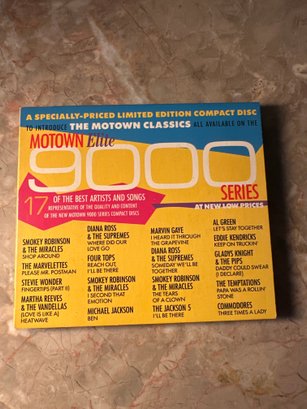 A SPECIALLY-PRICED LIMITED EDITION COMPACT DISC
TO INTRODUCE THE MOTOWN CLASSICS ALL AVAILABLE ON THE
MOTOWN Elite
9000
SERIES
AT NEW LOW PRICES
17 OF THE BEST ARTISTS AND SONGS
REPRESENTATIVE OF THE QUALITY AND CONTENT
OF THE NEW MOTOWN 9000 SERIES COMPACT DISCS
SMOKEY ROBINSON
& THE MIRACLES
SHOP AROUND
THE MARVELETTES
PLEASE MR. POSTMAN
STEVIE WONDER
FINGERTIPS (PART II)
MARTHA REEVES
& THE VANDELLAS
(LOVE IS LIKE A)
HEATWAVE
DIANA ROSS
& THE SUPREMES
WHERE DID OUR
LOVE GO
FOUR TOPS
REACH OUT,
I'LL BE THERE
SMOKEY ROBINSON
& THE MIRACLES
I SECOND THAT
EMOTION
MICHAEL JACKSON
BEN
MARVIN GAYE
I HEARD IT THROUGH
THE GRAPEVINE
DIANA ROSS
& THE SUPREMES
SOMEDAY WE'LL BE
TOGETHER
SMOKEY ROBINSON
& THE MIRACLES
THE TEARS
OF A CLOWN
THE JACKSON 5
I'LL BE THERE
AL GREEN
LET'S STAY TOGETHER
EDDIE KENDRICKS
KEEP ON TRUCKIN'
GLADYS KNIGHT
& THE PIPS
DADDY COULD SWEAR
(I DECLARE)
THE TEMPTATIONS
PAPA WAS A ROLLIN'
STONE
COMMODORES
THREE TIMES A LADY